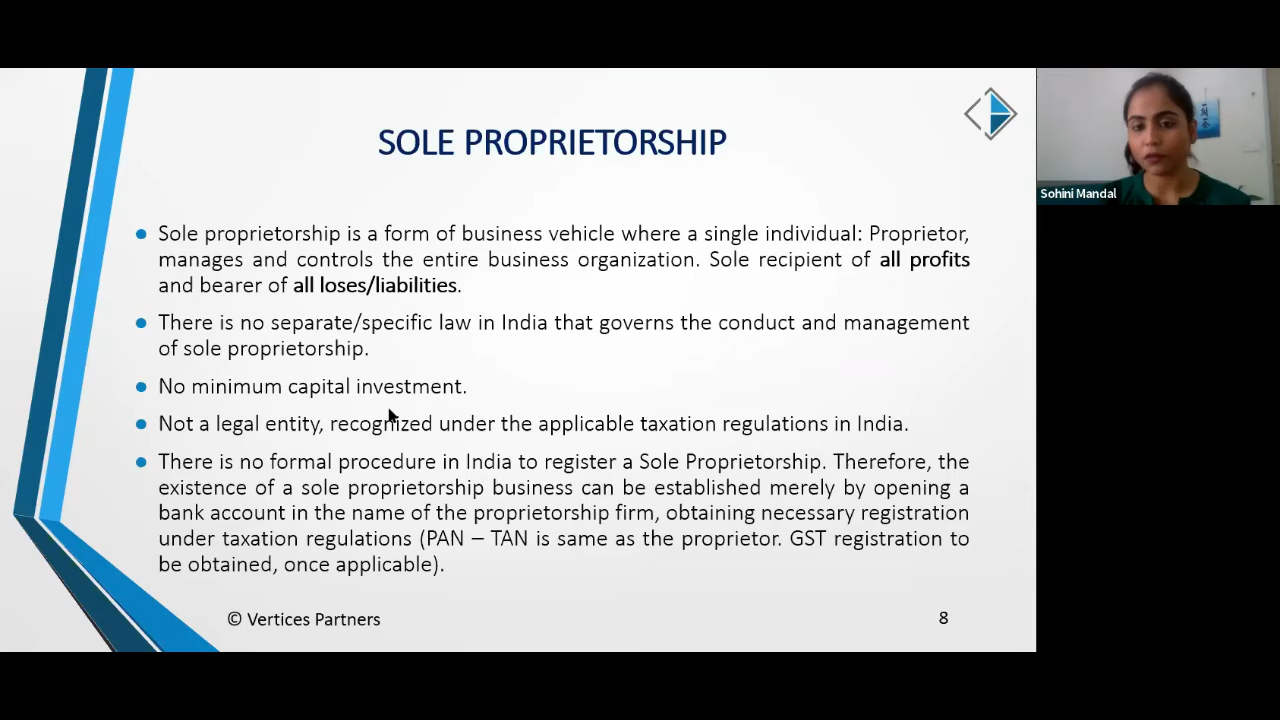 SOLE PROPRIETORSHIP
Sole proprietorship is a form of business vehicle where a single individual: Proprietor,
manages and controls the entire business organization. Sole recipient of all profits
and bearer of all loses/liabilities.
There is no separate/specific law in India that governs the conduct and management
of sole proprietorship.
No minimum capital investment.
Not a legal entity, recognized under the applicable taxation regulations in India.
There is no formal procedure in India to register a Sole Proprietorship. Therefore, the
existence of a sole proprietorship business can be established merely by opening a
bank account in the name of the proprietorship firm, obtaining necessary registration
under taxation regulations (PAN – TAN is same as the proprietor. GST registration to
be obtained, once applicable).
© Vertices Partners
8
Sohini Mandal